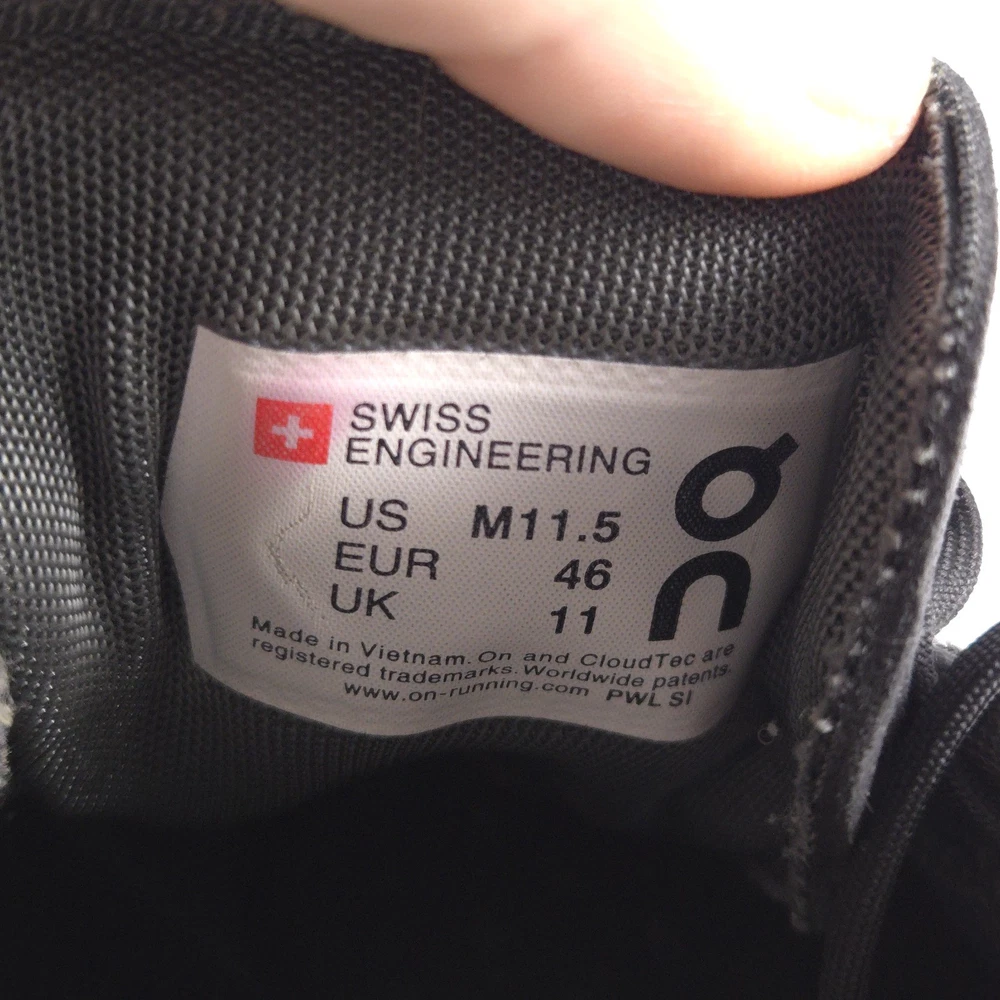 SWISS
ENGINEERING
US M11.5
EUR 46
UK 11
on
Made in Vietnam. On and CloudTec are
registered trademarks. Worldwide patents.
www.on-running.com PWL SI